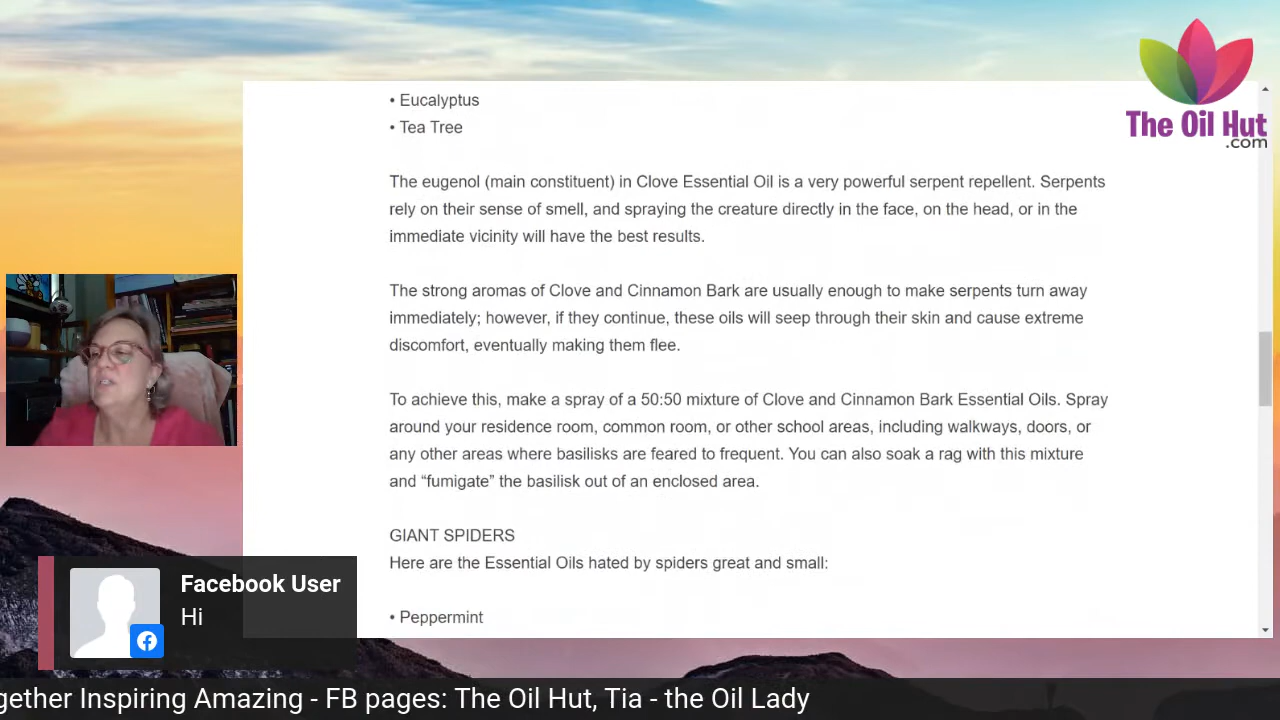 The Oil Hut
.com
• Eucalyptus
• Tea Tree
The eugenol (main constituent) in Clove Essential Oil is a very powerful serpent repellent. Serpents
rely on their sense of smell, and spraying the creature directly in the face, on the head, or in the
immediate vicinity will have the best results.
The strong aromas of Clove and Cinnamon Bark are usually enough to make serpents turn away
immediately; however, if they continue, these oils will seep through their skin and cause extreme
discomfort, eventually making them flee.
To achieve this, make a spray of a 50:50 mixture of Clove and Cinnamon Bark Essential Oils. Spray
around your residence room, common room, or other school areas, including walkways, doors, or
any other areas where basilisks are feared to frequent. You can also soak a rag with this mixture
and “fumigate” the basilisk out of an enclosed area.
GIANT SPIDERS
Here are the Essential Oils hated by spiders great and small:
• Peppermint
Facebook User
Hi
gether Inspiring Amazing - FB pages: The Oil Hut, Tia - the Oil Lady